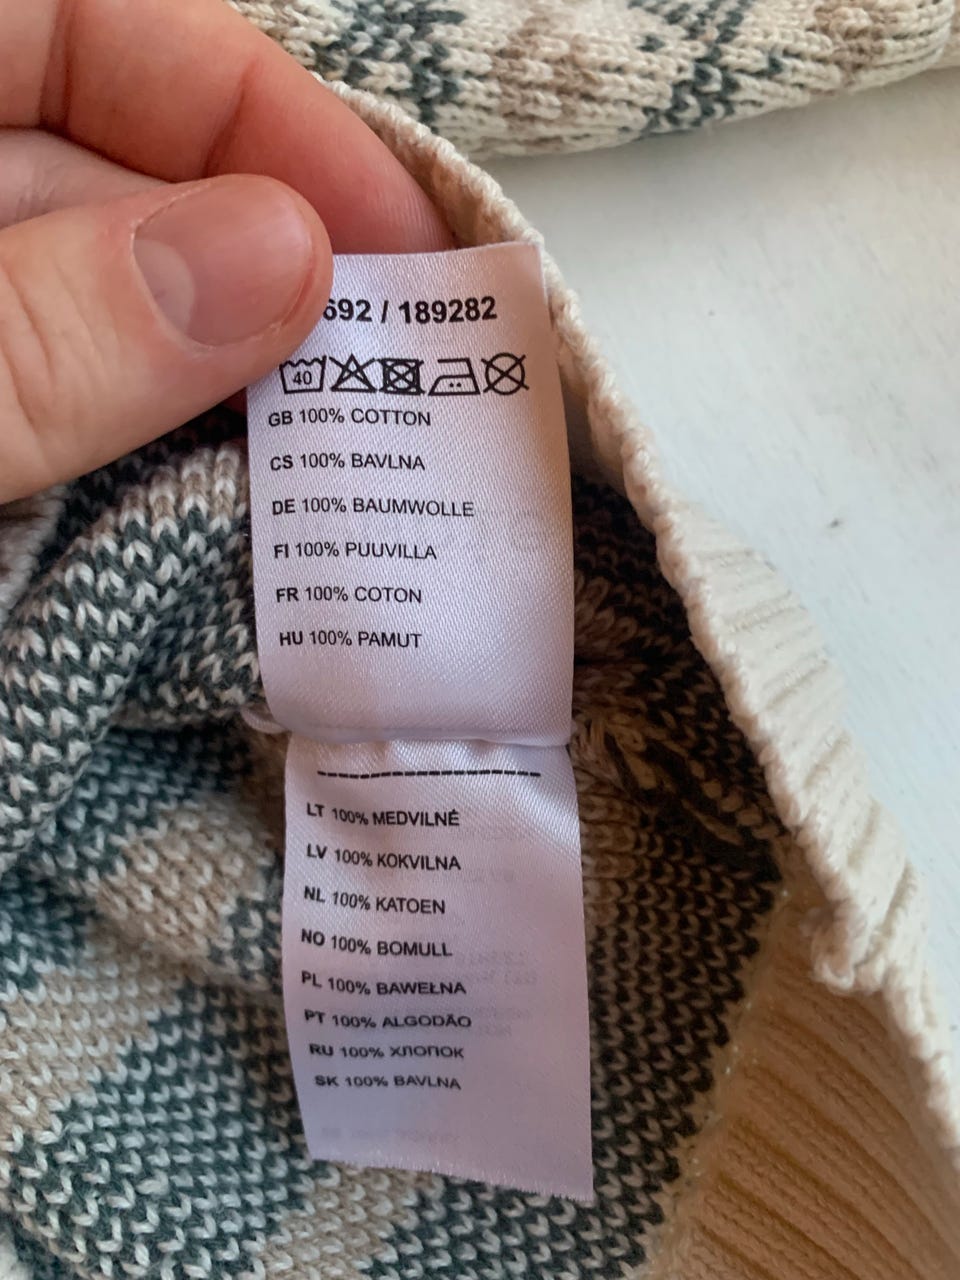 692 / 189282
40
GB 100% COTTON
CS 100% BAVLNA
DE 100% BAUMWOLLE
FI 100% PUUVILLA
FR 100% COTON
HU 100% PAMUT
LT 100% MEDVILNĖ
LV 100% KOKVILNA
NL 100% KATOEN
NO 100% BOMULL
PL 100% BAWEŁNA
PT 100% ALGODÃO
RU 100% ХЛОПОК
SK 100% BAVLNA